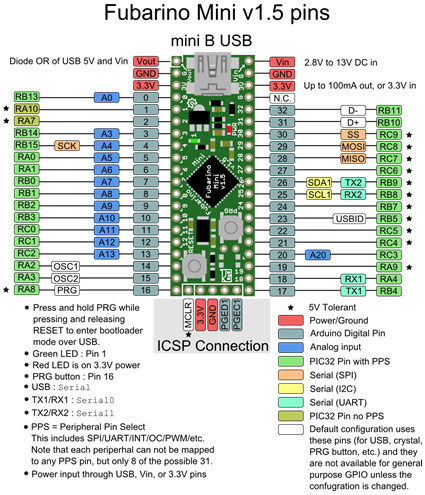 Fubarino Mini v1.5 pins
mini B USB
Diode OR of USB 5V and Vin Vout Vin 2.8V to 13V DC in
GND GND
3.3V 3.3V Up to 100mA out, or 3.3V in
RB13 A0 0 N.C.
★ RA10 1 32 D- RB11
★ RA7 2 31 D+ RB10
RB14 A3 3 30 SS RC9 ★
RB15 SCK A4 4 29 MOSI RC8 ★
RA0 A5 5 28 MISO RC7 ★
RA1 A6 6 27 RC6 ★
RB0 A7 7 26 SDA1 TX2 RB9 ★
RB1 A8 8 25 SCL1 RX2 RB8 ★
RB2 A9 9 24 RB7 ★
RB3 A10 10 23 USBID RB5 ★
RC0 A11 11 22 RC5 ★
RC1 A12 12 21 RC4 ★
RC2 A13 13 20 A20 RC3
RA2 OSC1 14 19 RA9 ★
RA3 OSC2 15 18 RX1 RA4
★ RA8 PRG 16 17 TX1 RB4
PWR
Fubarino
Mini
v1.5
RESET
PRG
MCLR 3.3V GND PGED1 PGEC1
★
ICSP Connection
• Press and hold PRG while
pressing and releasing
RESET to enter bootloader
mode over USB.
• Green LED : Pin 1
• Red LED is on 3.3V power
• PRG button : Pin 16
• USB : Serial
• TX1/RX1 : Serial0
• TX2/RX2 : Serial1
• PPS = Peripheral Pin Select
This includes SPI/UART/INT/OC/PWM/etc.
Note that each periperhal can not be mapped
to any PPS pin, but only 8 of the possible 31.
• Power input through USB, Vin, or 3.3V pins
★ 5V Tolerant
Power/Ground
Arduino Digital Pin
Analog input
PIC32 Pin with PPS
Serial (SPI)
Serial (I2C)
Serial (UART)
PIC32 Pin no PPS
Default configuration uses
these pins (for USB, crystal,
PRG button, etc.) and they
are not available for general
purpose GPIO unless the
confguration is changed.